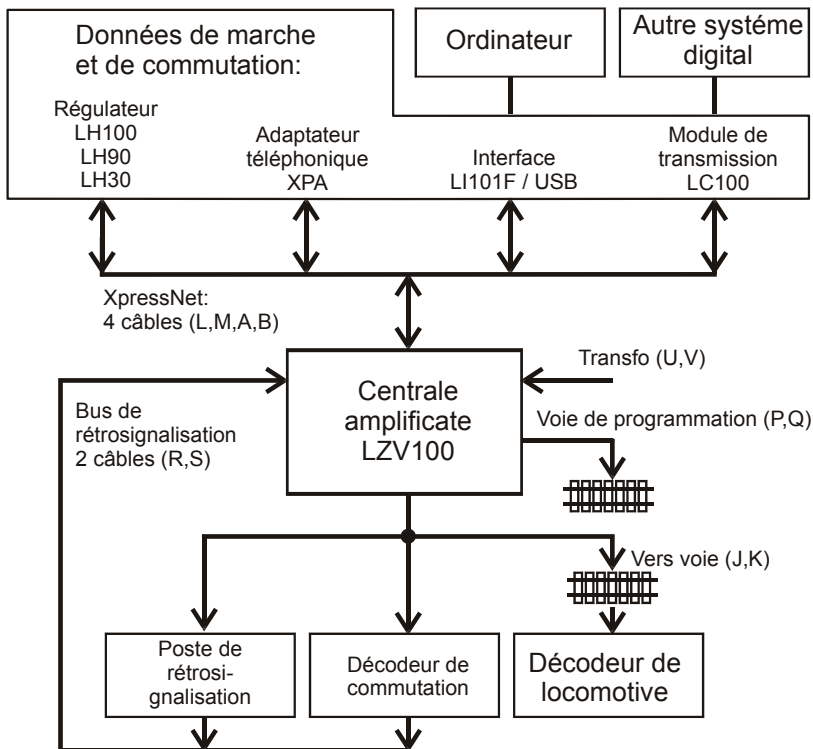 Données de marche
et de commutation:
Ordinateur
Autre systéme
digital
Régulateur
LH100
LH90
LH30
Adaptateur
téléphonique
XPA
Interface
LI101F / USB
Module de
transmission
LC100
XpressNet:
4 câbles (L,M,A,B)
Centrale
amplificate
LZV100
Transfo (U,V)
Bus de
rétrosignalisation
2 câbles (R,S)
Voie de programmation (P,Q)
Vers voie (J,K)
Poste de
rétrosi-
gnalisation
Décodeur de
commutation
Décodeur de
locomotive